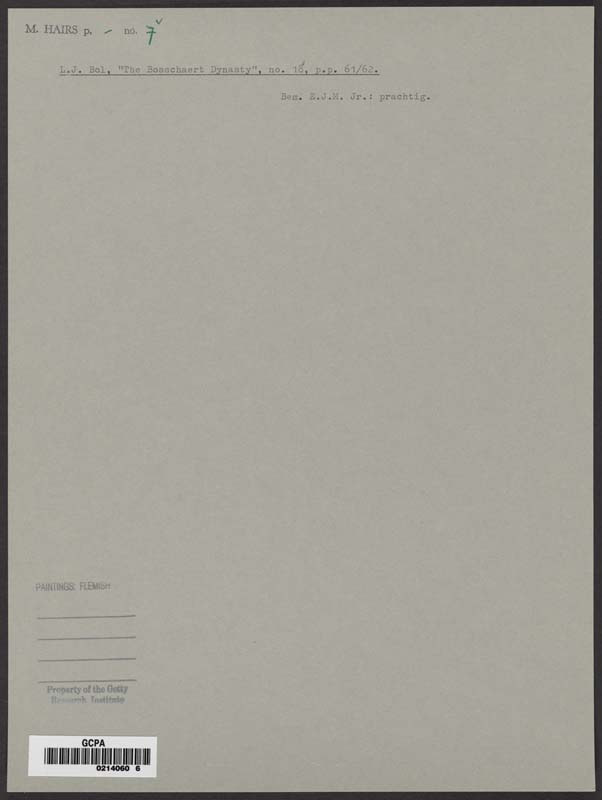 M. HAIRS p. - no. 7
L.J. Bol, "The Bosschaert Dynasty", no. 16, p.p. 61/62.
Bem. E.J.M. Jr.: prachtig.
PAINTINGS: FLEMISH
Property of the Getty
Research Institute
GCPA
0214060 6